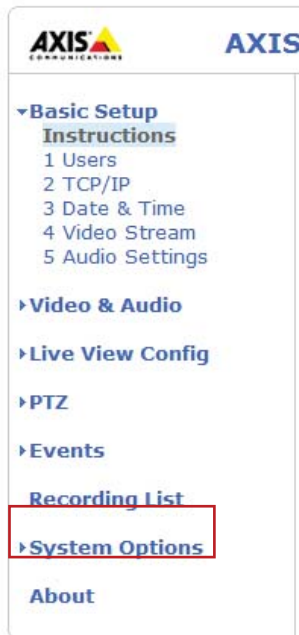 AXIS
COMMUNICATIONS
AXIS
Basic Setup
Instructions
1 Users
2 TCP/IP
3 Date & Time
4 Video Stream
5 Audio Settings
Video & Audio
Live View Config
PTZ
Events
Recording List
System Options
About